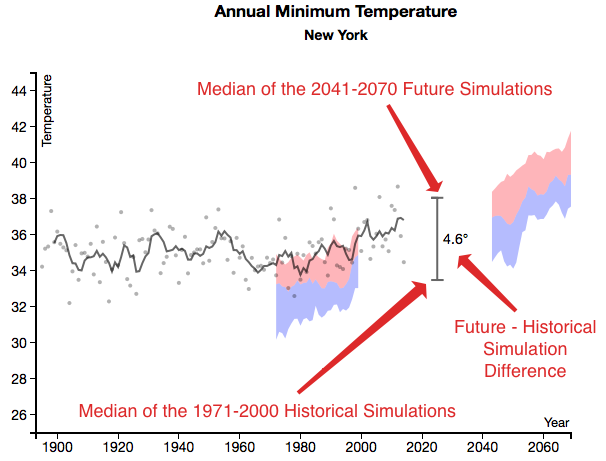 Annual Minimum Temperature
New York
Temperature
44
42
40
38
36
34
32
30
28
26
Median of the 2041-2070 Future Simulations
4.6°
Future - Historical
Simulation
Difference
Median of the 1971-2000 Historical Simulations
Year
1900 1920 1940 1960 1980 2000 2020 2040 2060